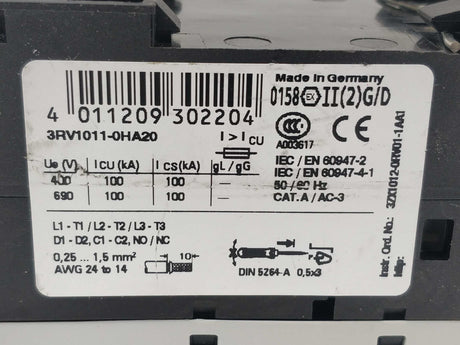 Made in Germany
0158 Ex II(2)G/D
4 011209 302204
3RV1011-0HA20
I > I CU
CCC
A003617
Ue (V) I CU (kA) I CS (kA) gL / gG
400 100 100 -
690 100 100 -
IEC / EN 60947-2
IEC / EN 60947-4-1
50 / 60 Hz
CAT. A / AC-3
L1 - T1 / L2 - T2 / L3 - T3
D1 - D2, C1 - C2, NO / NC
0,25 ... 1,5 mm²
AWG 24 to 14
10
DIN 5264-A 0,5x3
Instr. Ord. No.: 3ZX1012-0RV01-1AA1
http: